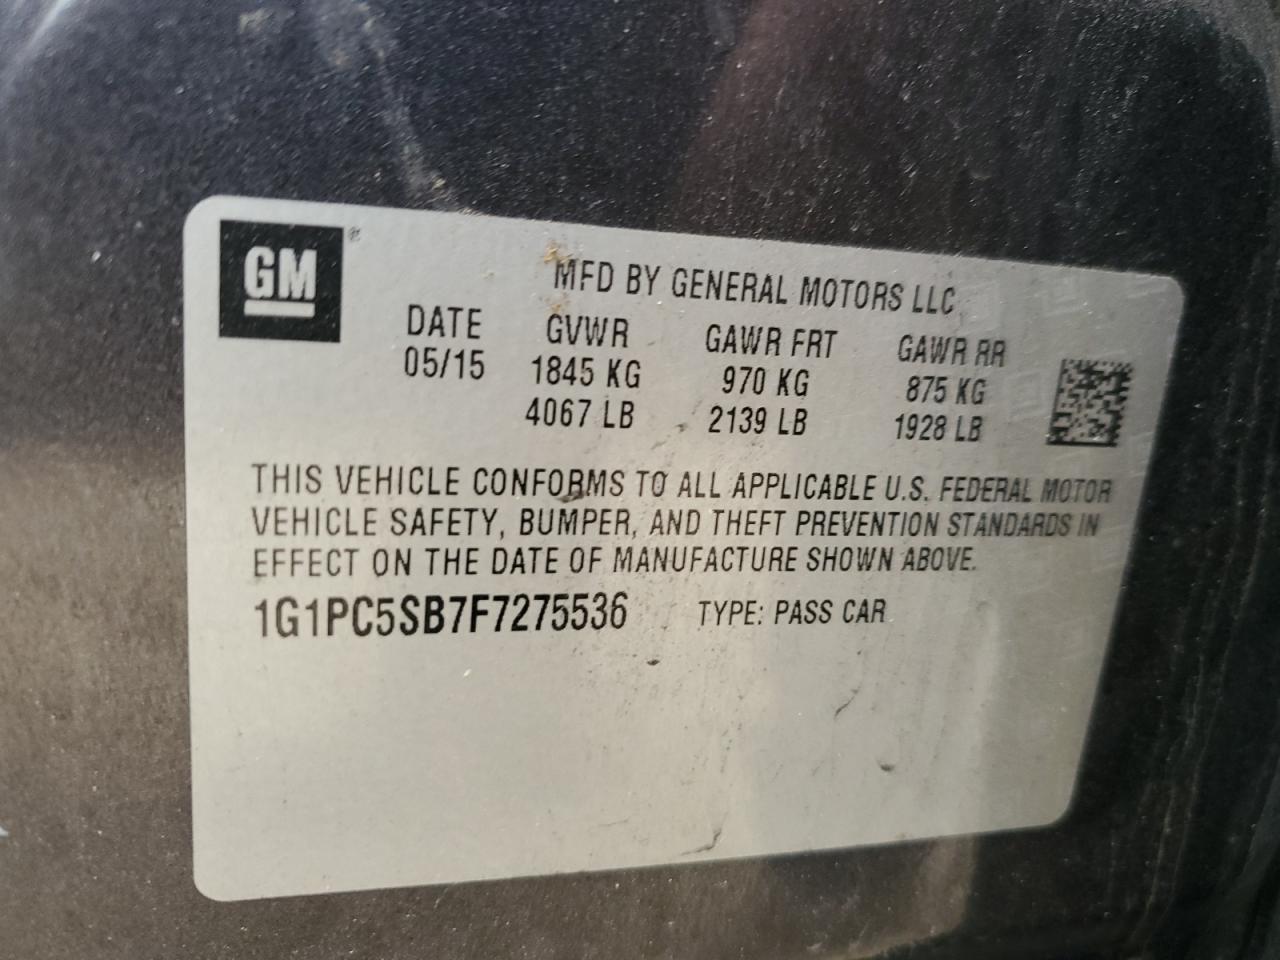 GM®
MFD BY GENERAL MOTORS LLC
DATE GVWR GAWR FRT GAWR RR
05/15 1845 KG 970 KG 875 KG
4067 LB 2139 LB 1928 LB
THIS VEHICLE CONFORMS TO ALL APPLICABLE U.S. FEDERAL MOTOR
VEHICLE SAFETY, BUMPER, AND THEFT PREVENTION STANDARDS IN
EFFECT ON THE DATE OF MANUFACTURE SHOWN ABOVE.
1G1PC5SB7F7275536 TYPE: PASS CAR